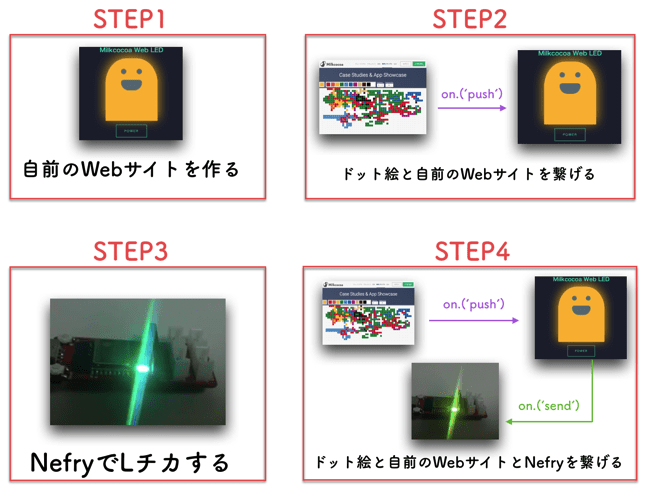 STEP1
Milkcocoa Web LED
POWER
自前のWebサイトを作る
STEP2
Milkcocoa
Case Studies & App Showcase
on.('push')
POWER
ドット絵と自前のWebサイトを繋げる
STEP3
NefryでLチカする
STEP4
Milkcocoa
Case Studies & App Showcase
on.('push')
Milkcocoa Web LED
POWER
on.('send')
ドット絵と自前のWebサイトとNefryを繋げる